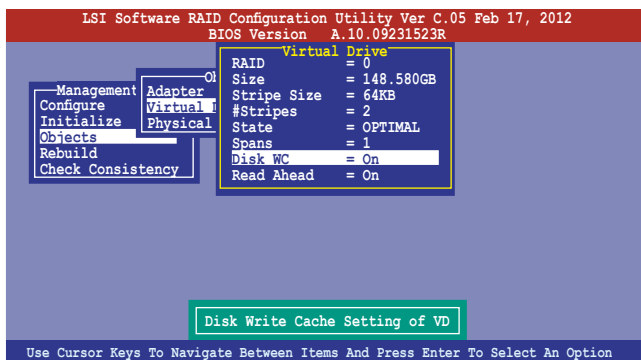 LSI Software RAID Configuration Utility Ver C.05 Feb 17, 2012
BIOS Version A.10.09231523R
Management
Configure
Initialize
Objects
Rebuild
Check Consistency
Adapter
Virtual
Physical
Virtual Drive
RAID = 0
Size = 148.580GB
Stripe Size = 64KB
#Stripes = 2
State = OPTIMAL
Spans = 1
Disk WC = On
Read Ahead = On
Disk Write Cache Setting of VD
Use Cursor Keys To Navigate Between Items And Press Enter To Select An Option